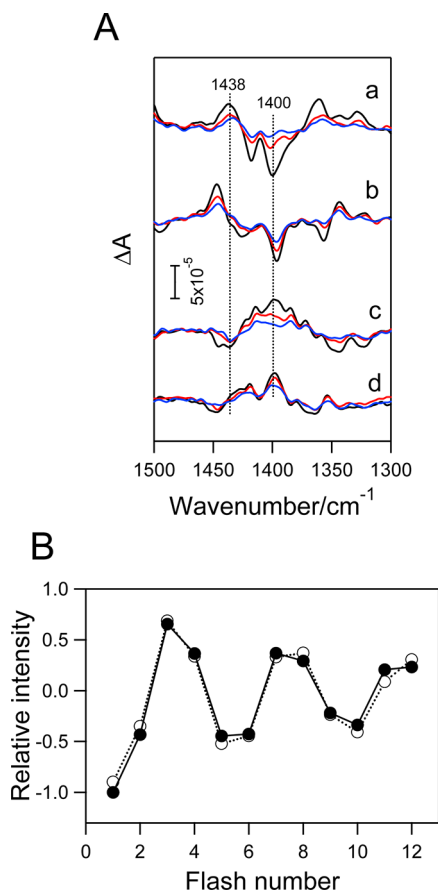 A
1438
1400
a
b
c
d
ΔA
5x10⁻⁵
1500 1450 1400 1350 1300
Wavenumber/cm⁻¹
B
1.0
0.5
0.0
-0.5
-1.0
Relative intensity
0 2 4 6 8 10 12
Flash number